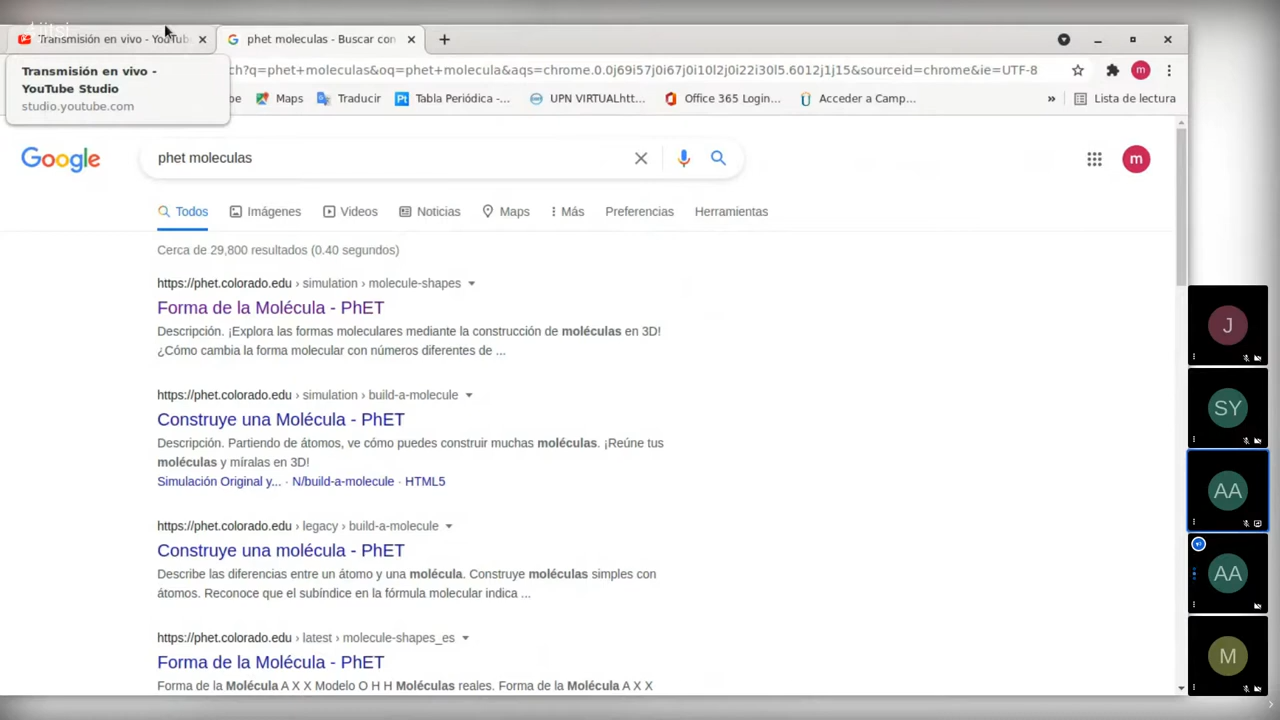 jitsi
Transmisión en vivo - YouTub
phet moleculas - Buscar con
Transmisión en vivo -
YouTube Studio
studio.youtube.com
ch?q=phet+moleculas&oq=phet+molecula&aqs=chrome.0.0j69i57j0i67j0i10l2j0i22i30l5.6012j1j15&sourceid=chrome&ie=UTF-8
m
be
Maps
Traducir
Pt Tabla Periódica -...
UPN VIRTUALhtt...
Office 365 Login...
Acceder a Camp...
»
Lista de lectura
Google
phet moleculas
m
Todos
Imágenes
Videos
Noticias
Maps
Más
Preferencias
Herramientas
Cerca de 29,800 resultados (0.40 segundos)
https://phet.colorado.edu › simulation › molecule-shapes
Forma de la Molécula - PhET
Descripción. ¡Explora las formas moleculares mediante la construcción de moléculas en 3D!
¿Cómo cambia la forma molecular con números diferentes de ...
https://phet.colorado.edu › simulation › build-a-molecule
Construye una Molécula - PhET
Descripción. Partiendo de átomos, ve cómo puedes construir muchas moléculas. ¡Reúne tus
moléculas y míralas en 3D!
Simulación Original y... · N/build-a-molecule · HTML5
https://phet.colorado.edu › legacy › build-a-molecule
Construye una molécula - PhET
Describe las diferencias entre un átomo y una molécula. Construye moléculas simples con
átomos. Reconoce que el subíndice en la fórmula molecular indica ...
https://phet.colorado.edu › latest › molecule-shapes_es
Forma de la Molécula - PhET
Forma de la Molécula A X X Modelo O H H Moléculas reales. Forma de la Molécula A X X
J
SY
AA
AA
M